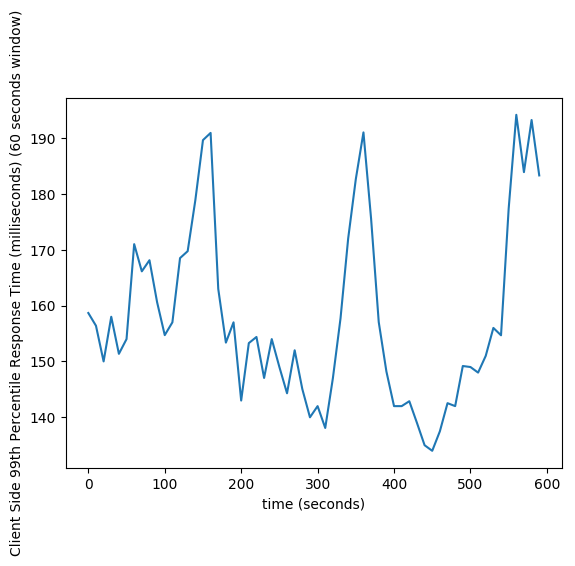 Client Side 99th Percentile Response Time (milliseconds) (60 seconds window)
190
180
170
160
150
140
0 100 200 300 400 500 600
time (seconds)